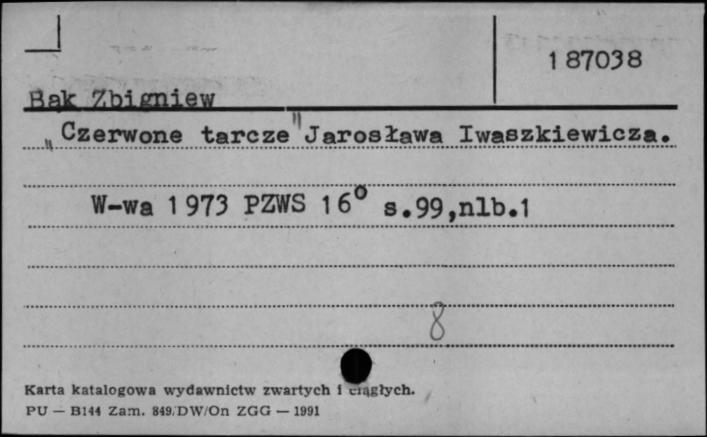 187038
Bąk Zbigniew
„Czerwone tarcze" Jarosława Iwaszkiewicza.
W-wa 1973 PZWS 16° s.99,nlb.1
8
Karta katalogowa wydawnictw zwartych i ciągłych.
PU — B144 Zam. 849/DW/On ZGG — 1991